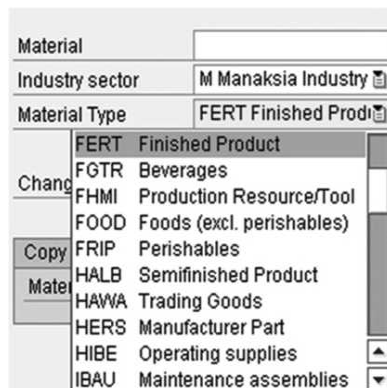 Material
Industry sector M Manaksia Industry
Material Type FERT Finished Prod
FERT Finished Product
FGTR Beverages
Chang
FHMI Production Resource/Tool
FOOD Foods (excl. perishables)
Copy
FRIP Perishables
Mate
HALB Semifinished Product
HAWA Trading Goods
HERS Manufacturer Part
HIBE Operating supplies
IBAU Maintenance assemblies